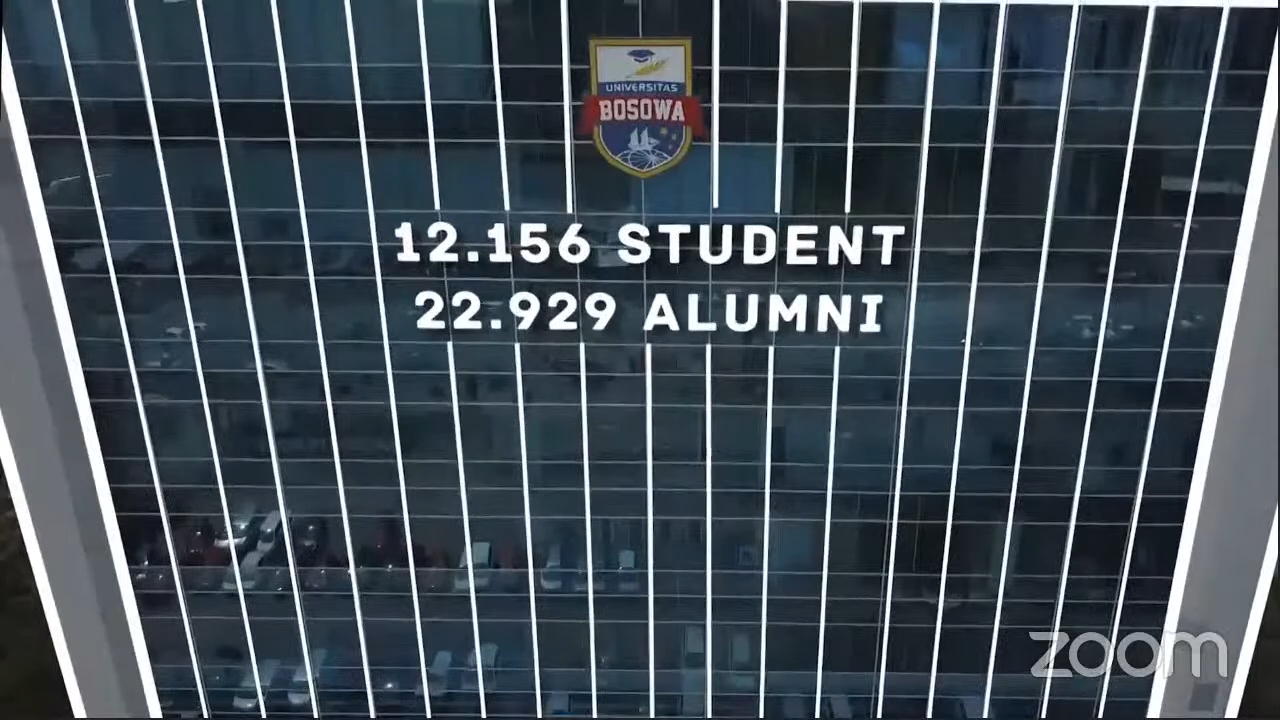 UNIVERSITAS
BOSOWA
12.156 STUDENT
22.929 ALUMNI
zoom